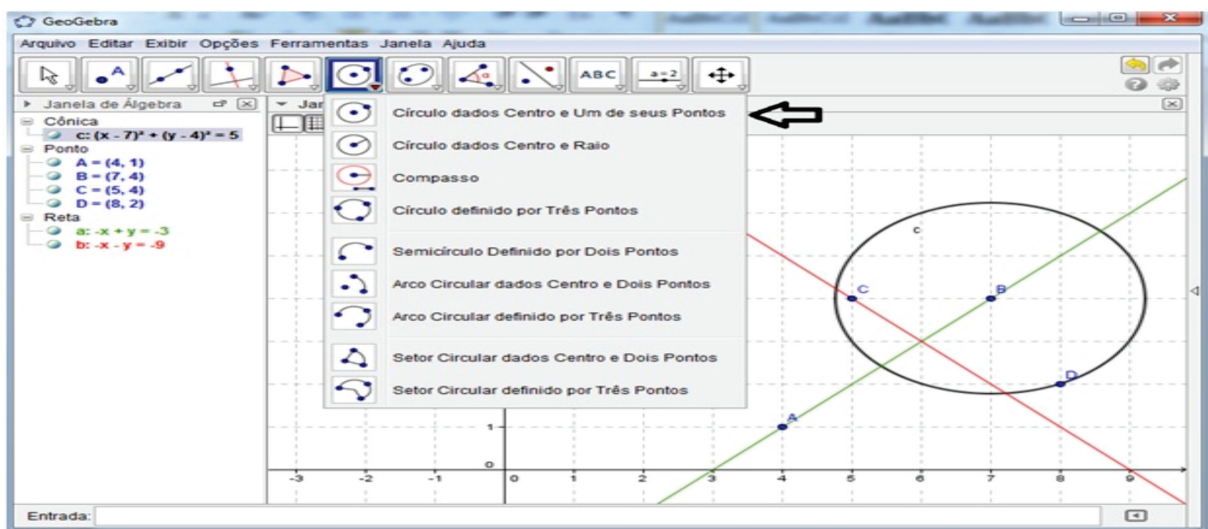 GeoGebra
Arquivo Editar Exibir Opções Ferramentas Janela Ajuda
A
α
ABC
a=2
Janela de Álgebra
Cônica
c: (x - 7)² + (y - 4)² = 5
Ponto
A = (4, 1)
B = (7, 4)
C = (5, 4)
D = (8, 2)
Reta
a: -x + y = -3
b: -x - y = -9
Círculo dados Centro e Um de seus Pontos
Círculo dados Centro e Raio
Compasso
Círculo definido por Três Pontos
Semicírculo Definido por Dois Pontos
Arco Circular dados Centro e Dois Pontos
Arco Circular definido por Três Pontos
Setor Circular dados Centro e Dois Pontos
Setor Circular definido por Três Pontos
c
C
B
D
A
1
0
-3 -2 -1 0 1 2 3 4 5 6 7 8 9
Entrada: